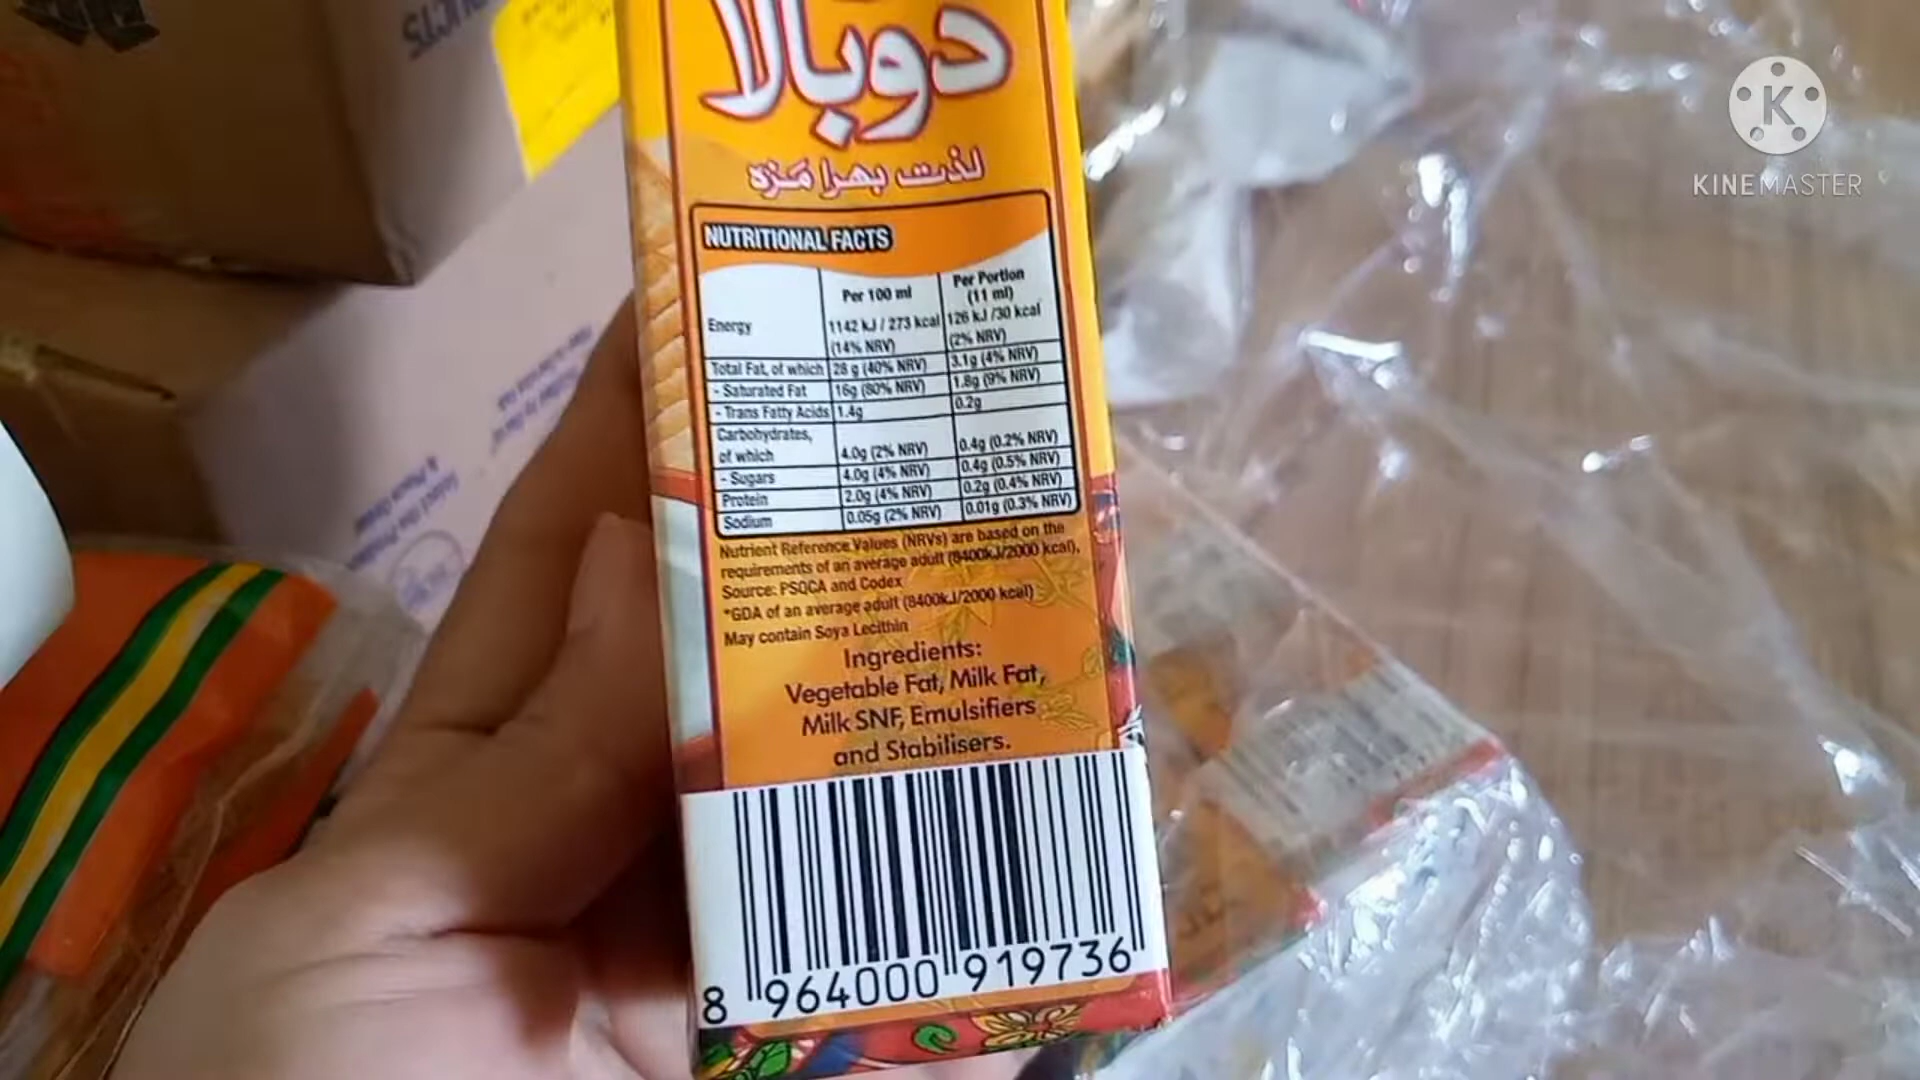 دوبالا
لذت بھرا مَزہ
NUTRITIONAL FACTS
Per 100 ml
Per Portion
(11 ml)
Energy
1142 kJ / 273 kcal
(14% NRV)
126 kJ /30 kcal
(2% NRV)
Total Fat, of which 28 g (40% NRV) 3.1g (4% NRV)
- Saturated Fat 16g (80% NRV) 1.8g (9% NRV)
- Trans Fatty Acids 1.4g 0.2g
Carbohydrates,
of which 4.0g (2% NRV) 0.4g (0.2% NRV)
- Sugars 4.0g (4% NRV) 0.4g (0.5% NRV)
Protein 2.0g (4% NRV) 0.2g (0.4% NRV)
Sodium 0.05g (2% NRV) 0.01g (0.3% NRV)
Nutrient Reference Values (NRVs) are based on the
requirements of an average adult (8400kJ/2000 kcal),
Source: PSQCA and Codex
*GDA of an average adult (8400kJ/2000 kcal)
May contain Soya Lecithin
Ingredients:
Vegetable Fat, Milk Fat,
Milk SNF, Emulsifiers
and Stabilisers.
8 964000 919736
K
KINEMASTER